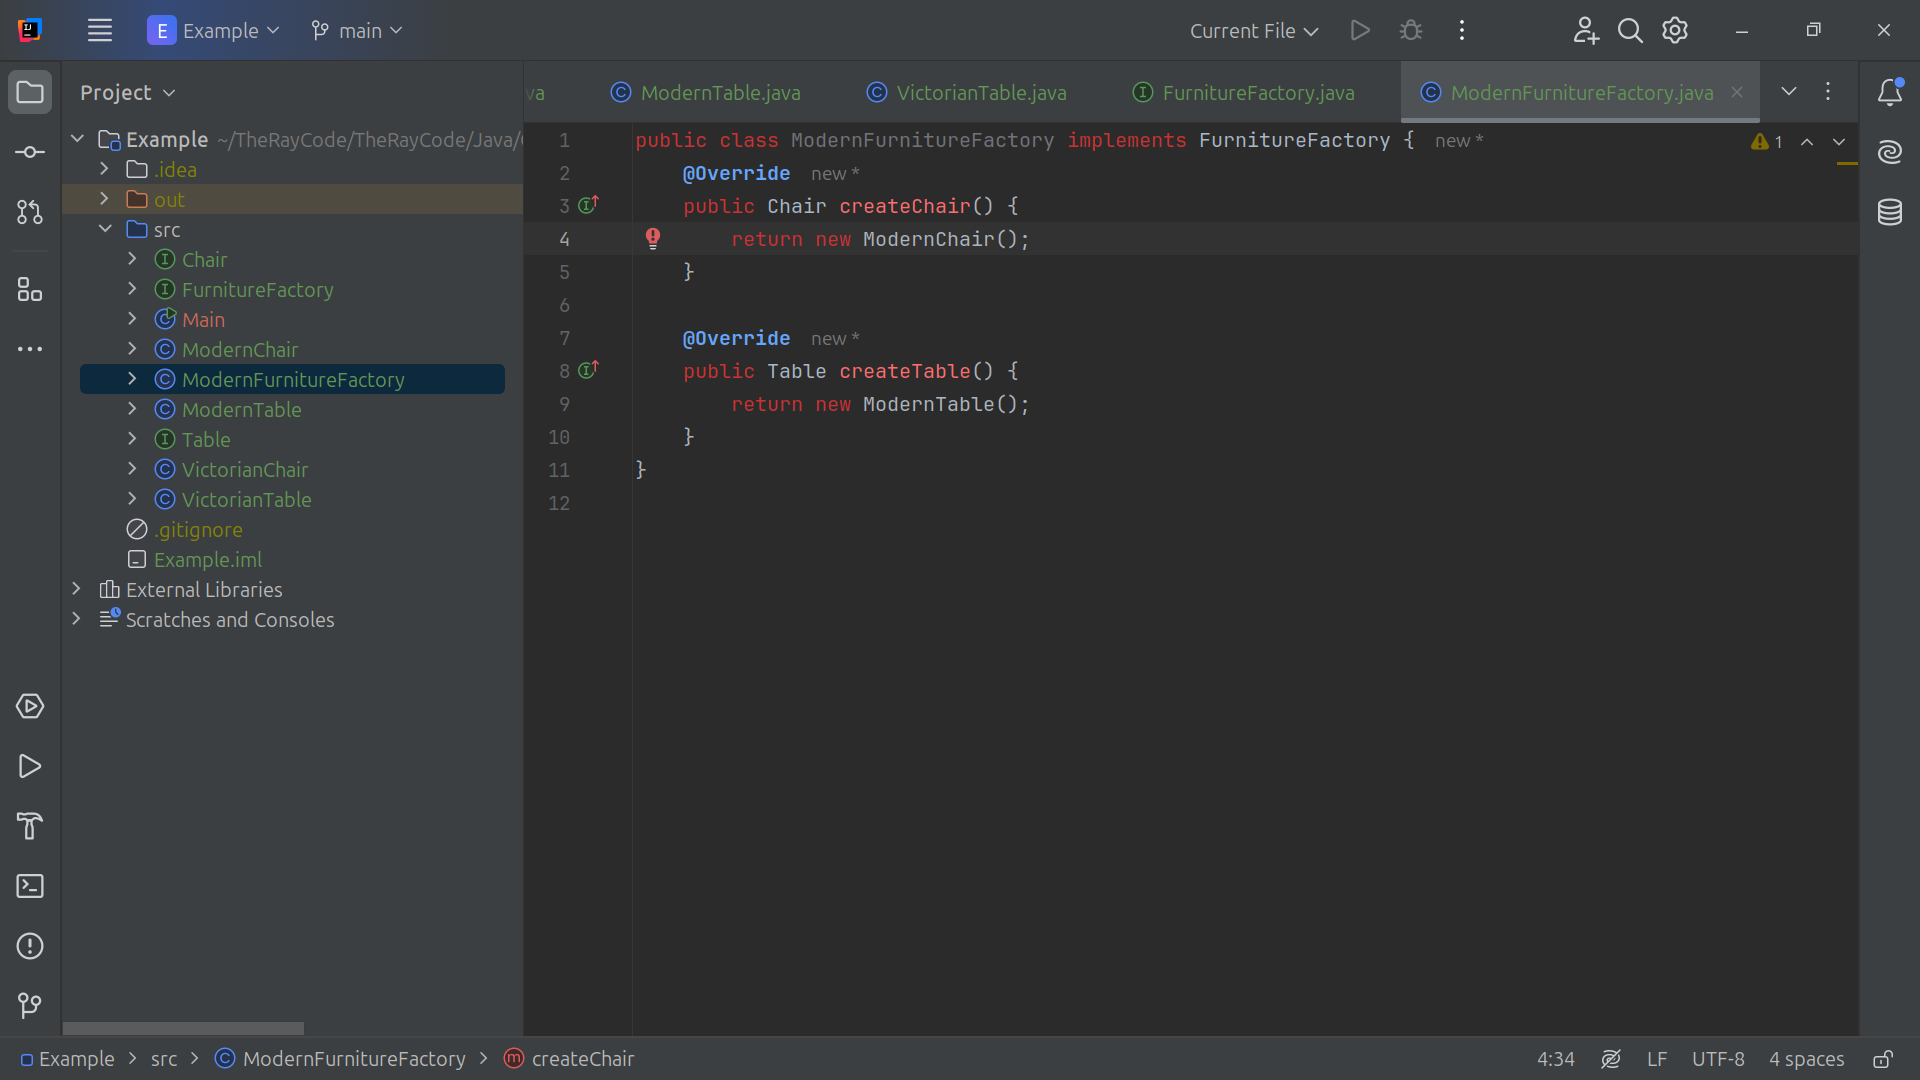 E Example main Current File
Project
va ModernTable.java VictorianTable.java FurnitureFactory.java ModernFurnitureFactory.java
Example ~/TheRayCode/TheRayCode/Java/
.idea
out
src
Chair
FurnitureFactory
Main
ModernChair
ModernFurnitureFactory
ModernTable
Table
VictorianChair
VictorianTable
.gitignore
Example.iml
External Libraries
Scratches and Consoles
1 public class ModernFurnitureFactory implements FurnitureFactory { new *
1
2 @Override new *
3 public Chair createChair() {
4 return new ModernChair();
5 }
6
7 @Override new *
8 public Table createTable() {
9 return new ModernTable();
10 }
11 }
12
Example > src > ModernFurnitureFactory > createChair
4:34 LF UTF-8 4 spaces